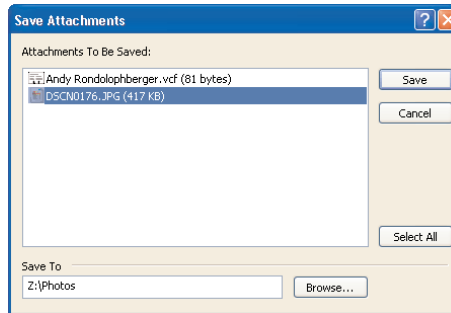 Save Attachments
Attachments To Be Saved:
Andy Rondolophberger.vcf (81 bytes)
DSCN0176.JPG (417 KB)
Save
Cancel
Select All
Save To
Z:\Photos
Browse...